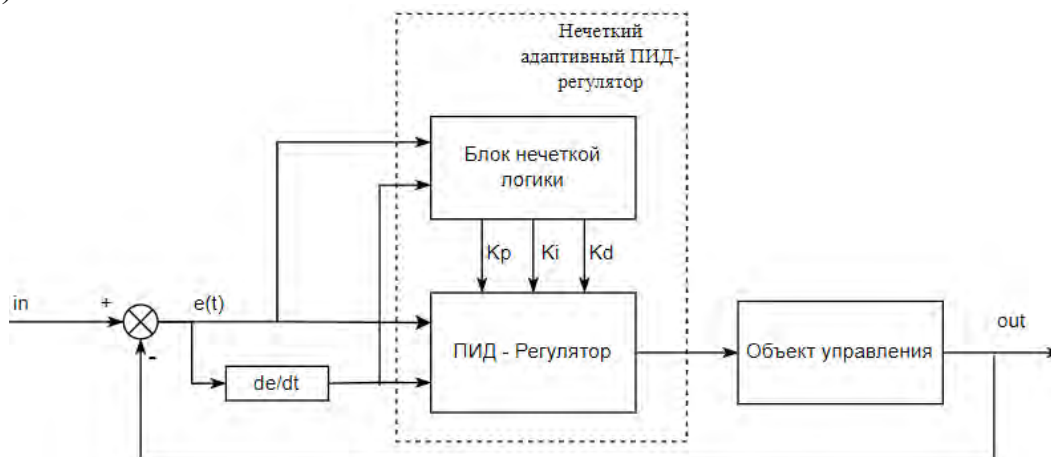 )
Нечеткий
адаптивный ПИД-
регулятор
Блок нечеткой
логики
Kp Ki Kd
in + e(t)
ПИД - Регулятор
Объект управления
out
-
de/dt